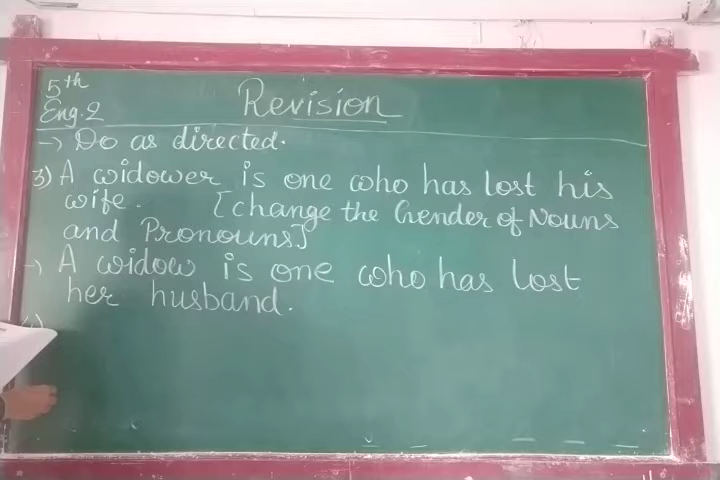 5th
Eng.2
Revision
→ Do as directed.
3) A widower is one who has lost his
wife. [change the Gender of Nouns
and Pronouns]
→ A widow is one who has lost
her husband.